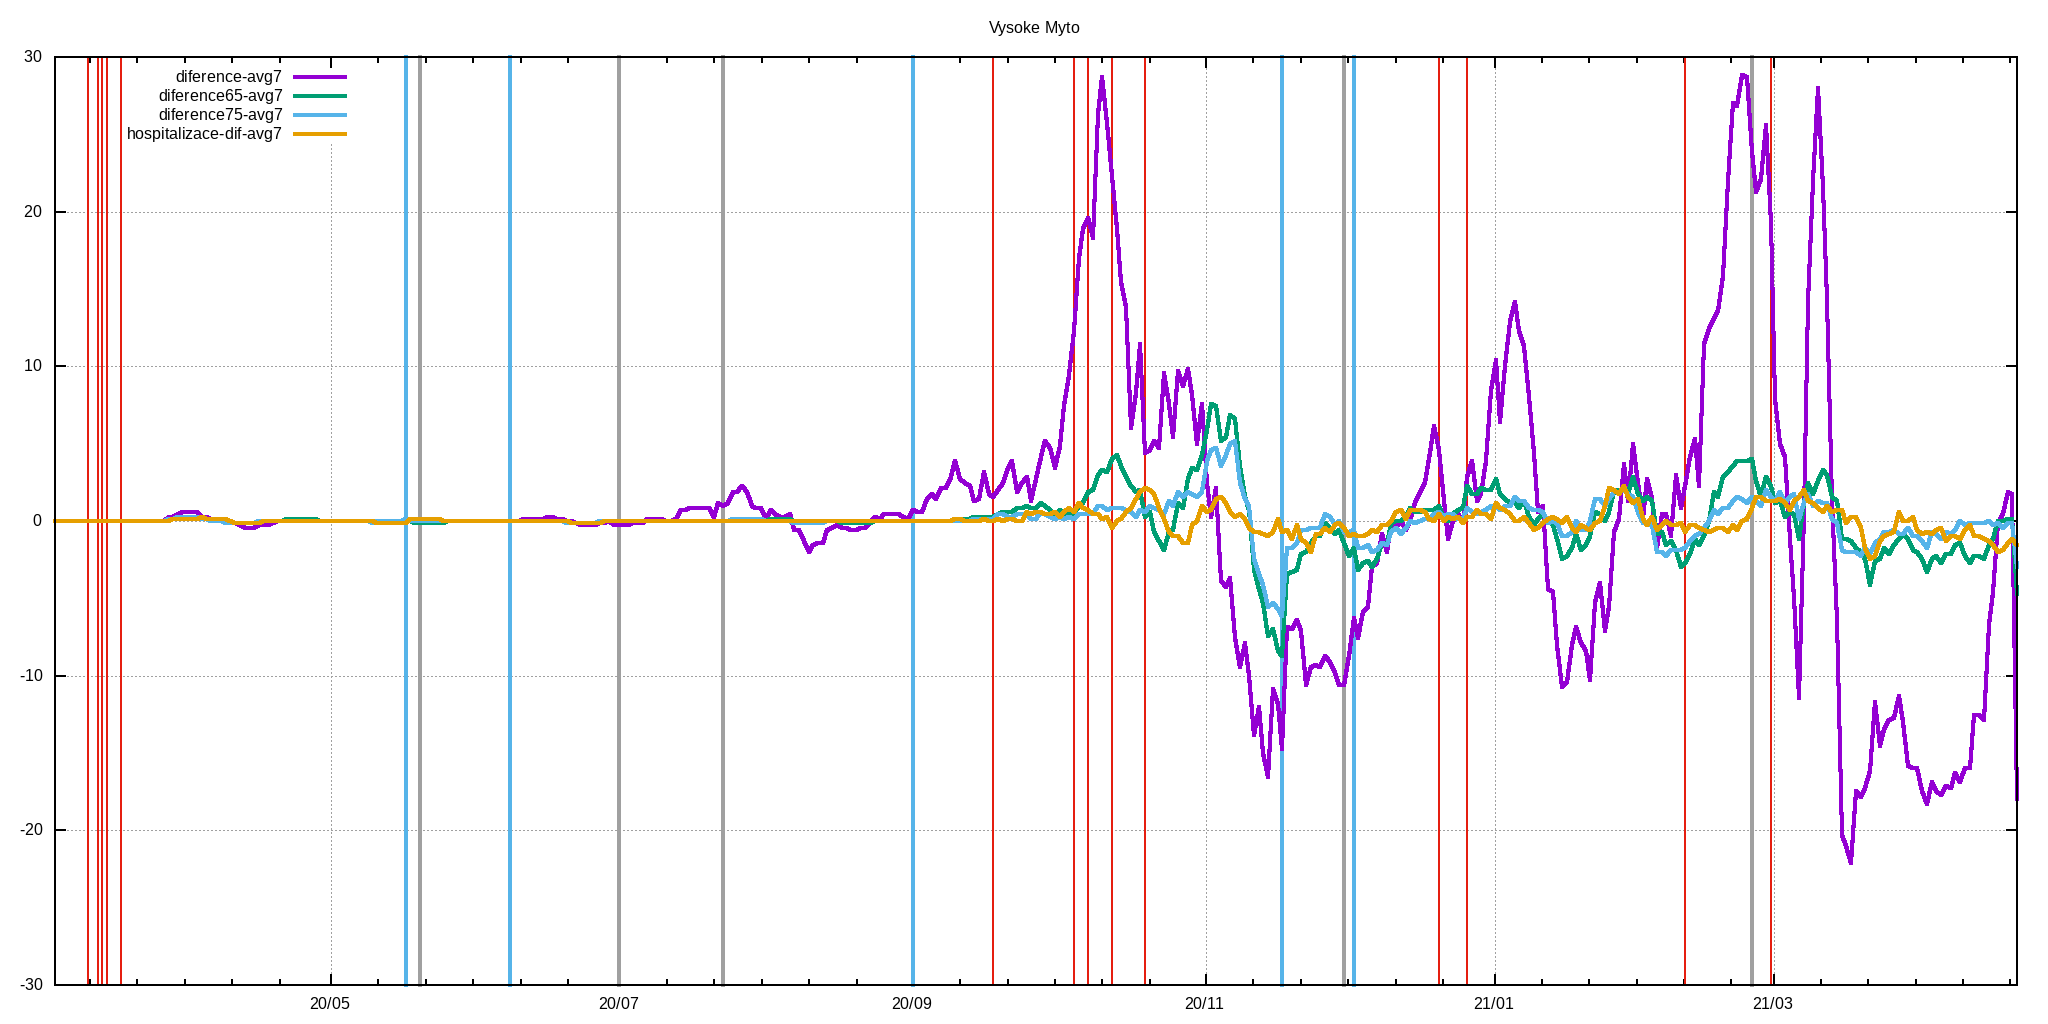 Vysoke Myto
diference-avg7
diference65-avg7
diference75-avg7
hospitalizace-dif-avg7
30
20
10
0
-10
-20
-30
20/05 20/07 20/09 20/11 21/01 21/03